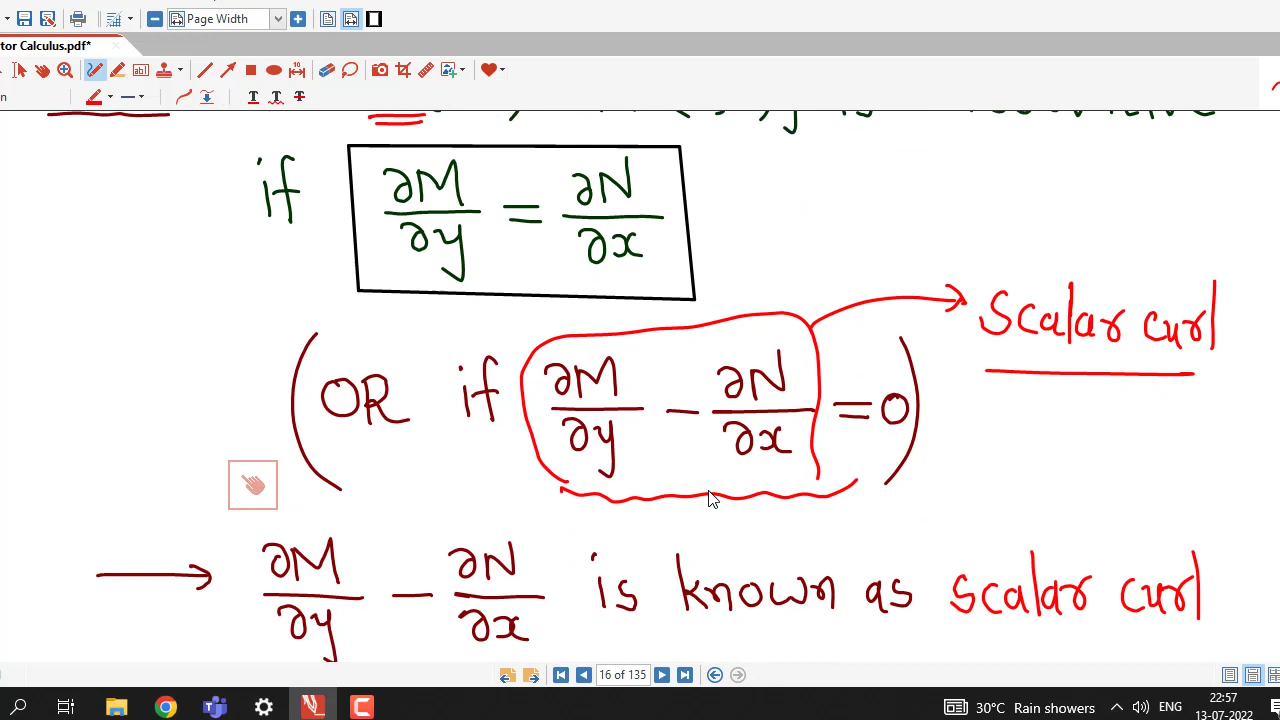 Page Width
tor Calculus.pdf*
if ∂M/∂y = ∂N/∂x
Scalar curl
(OR if ∂M/∂y − ∂N/∂x = 0)
→ ∂M/∂y − ∂N/∂x is known as scalar curl
16 of 135
30°C Rain showers
ENG
22:57
13-07-2022